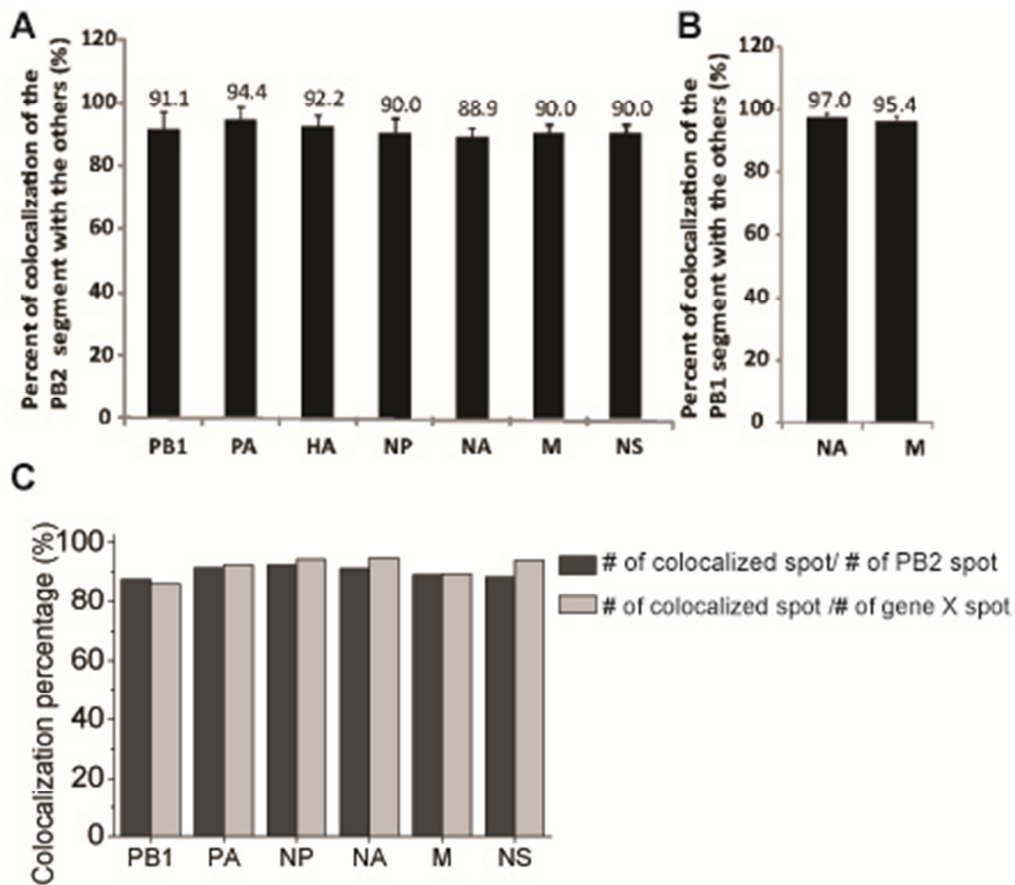 A
Percent of colocalization of the
PB2 segment with the others (%)
120
100
80
60
40
20
0
91.1
94.4
92.2
90.0
88.9
90.0
90.0
PB1
PA
HA
NP
NA
M
NS
B
Percent of colocalization of the
PB1 segment with the others (%)
120
100
80
60
40
20
0
97.0
95.4
NA
M
C
Colocalization percentage (%)
100
80
60
40
20
0
PB1
PA
NP
NA
M
NS
# of colocalized spot/ # of PB2 spot
# of colocalized spot /# of gene X spot